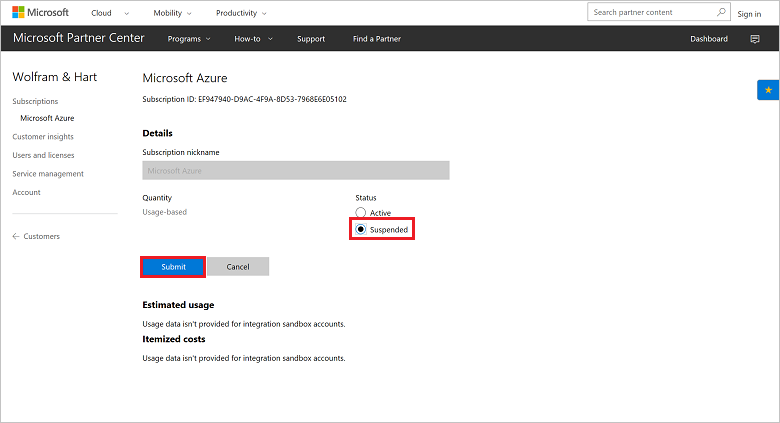 Microsoft Cloud Mobility Productivity Search partner content Sign in
Microsoft Partner Center Programs How-to Support Find a Partner Dashboard
Wolfram & Hart
Subscriptions
Microsoft Azure
Customer insights
Users and licenses
Service management
Account
Customers
Microsoft Azure
Subscription ID: EF947940-D9AC-4F9A-8D53-7968E6E05102
Details
Subscription nickname
Microsoft Azure
Quantity
Usage-based
Status
Active
Suspended
Submit Cancel
Estimated usage
Usage data isn't provided for integration sandbox accounts.
Itemized costs
Usage data isn't provided for integration sandbox accounts.